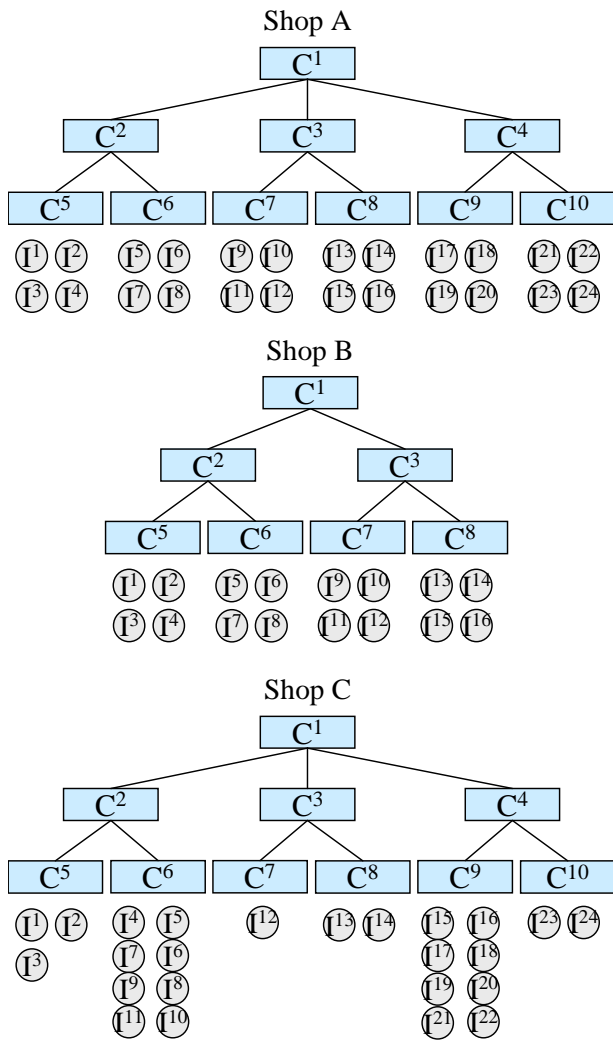 Shop A
C¹
C² C³ C⁴
C⁵ C⁶ C⁷ C⁸ C⁹ C¹⁰
I¹ I² I⁵ I⁶ I⁹ I¹⁰ I¹³ I¹⁴ I¹⁷ I¹⁸ I²¹ I²²
I³ I⁴ I⁷ I⁸ I¹¹ I¹² I¹⁵ I¹⁶ I¹⁹ I²⁰ I²³ I²⁴
Shop B
C¹
C² C³
C⁵ C⁶ C⁷ C⁸
I¹ I² I⁵ I⁶ I⁹ I¹⁰ I¹³ I¹⁴
I³ I⁴ I⁷ I⁸ I¹¹ I¹² I¹⁵ I¹⁶
Shop C
C¹
C² C³ C⁴
C⁵ C⁶ C⁷ C⁸ C⁹ C¹⁰
I¹ I² I⁴ I⁵ I¹² I¹³ I¹⁴ I¹⁵ I¹⁶ I²³ I²⁴
I³ I⁷ I⁶ I¹⁷ I¹⁸
I⁹ I⁸ I¹⁹ I²⁰
I¹¹ I¹⁰ I²¹ I²²